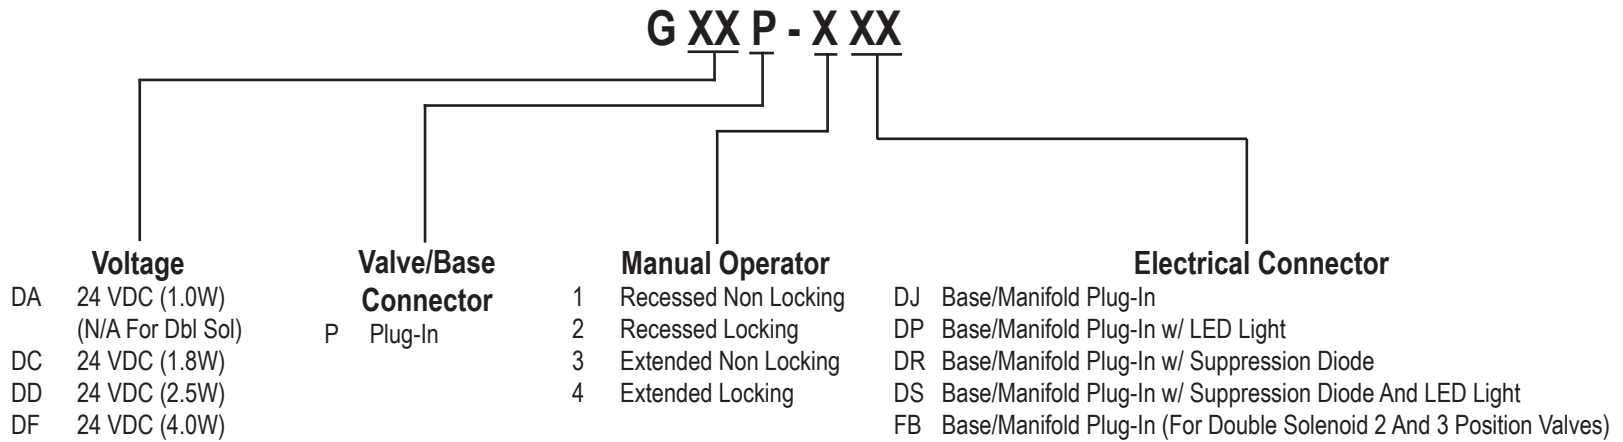 G XX P - X XX
Voltage
DA 24 VDC (1.0W)
(N/A For Dbl Sol)
DC 24 VDC (1.8W)
DD 24 VDC (2.5W)
DF 24 VDC (4.0W)
Valve/Base
Connector
P Plug-In
Manual Operator
1 Recessed Non Locking
2 Recessed Locking
3 Extended Non Locking
4 Extended Locking
Electrical Connector
DJ Base/Manifold Plug-In
DP Base/Manifold Plug-In w/ LED Light
DR Base/Manifold Plug-In w/ Suppression Diode
DS Base/Manifold Plug-In w/ Suppression Diode And LED Light
FB Base/Manifold Plug-In (For Double Solenoid 2 And 3 Position Valves)